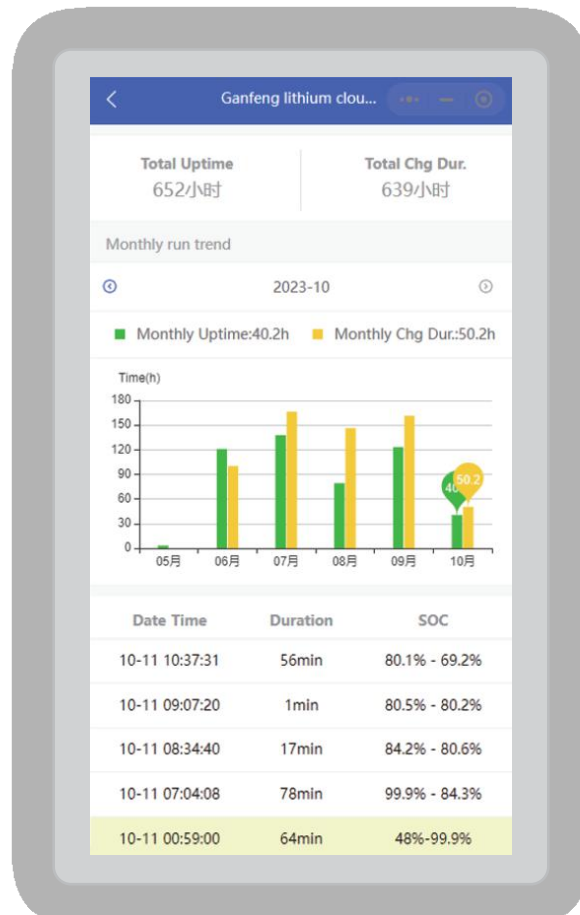 Ganfeng lithium clou...
Total Uptime Total Chg Dur.
652小时 639小时
Monthly run trend
2023-10
Monthly Uptime:40.2h Monthly Chg Dur.:50.2h
Time(h)
180
150
120
90
60
30
0
40 50.2
05月 06月 07月 08月 09月 10月
Date Time Duration SOC
10-11 10:37:31 56min 80.1% - 69.2%
10-11 09:07:20 1min 80.5% - 80.2%
10-11 08:34:40 17min 84.2% - 80.6%
10-11 07:04:08 78min 99.9% - 84.3%
10-11 00:59:00 64min 48%-99.9%